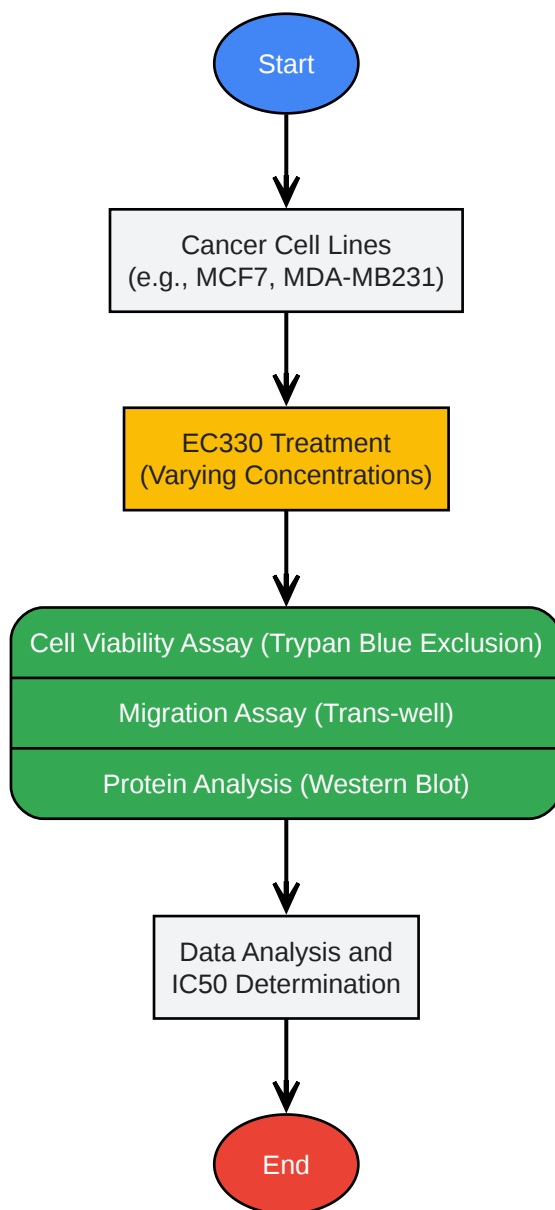 Start
Cancer Cell Lines
(e.g., MCF7, MDA-MB231)
EC330 Treatment
(Varying Concentrations)
Cell Viability Assay (Trypan Blue Exclusion)
Migration Assay (Trans-well)
Protein Analysis (Western Blot)
Data Analysis and
IC50 Determination
End